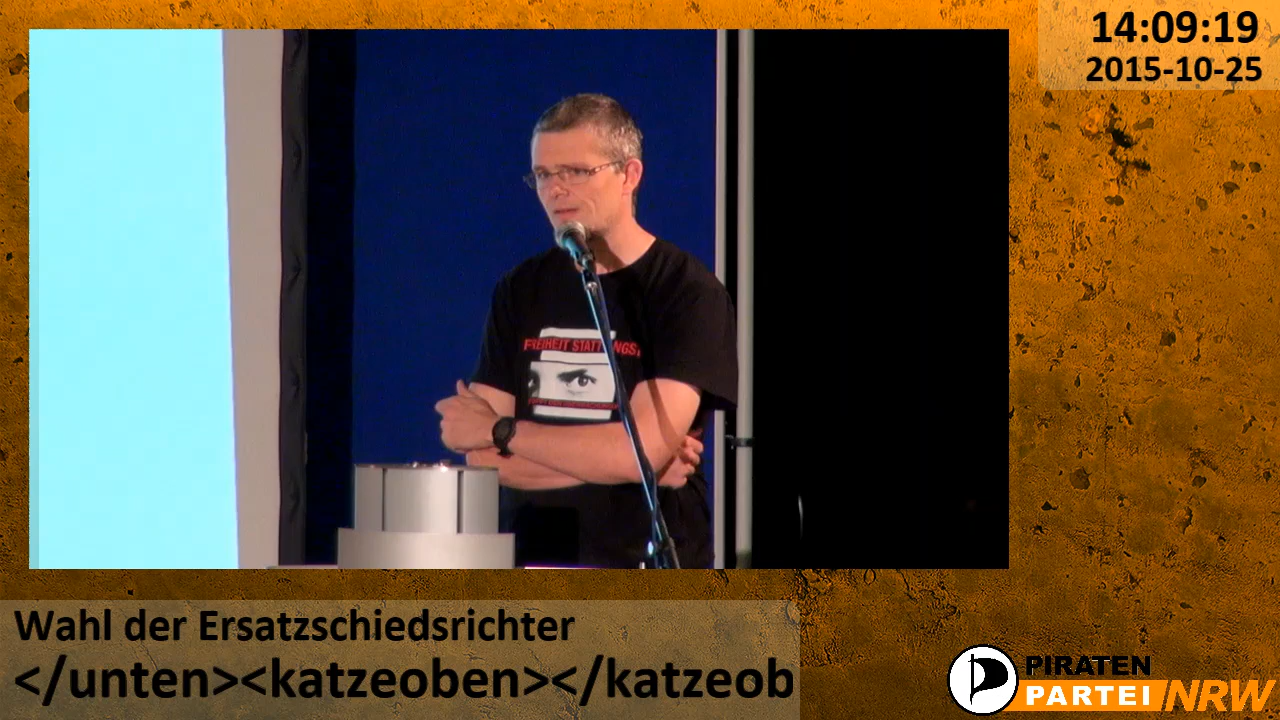 14:09:19
2015-10-25
FREIHEIT STATT ANGST
Wahl der Ersatzschiedsrichter
</unten><katzeoben></katzeob
PIRATEN
PARTEI NRW